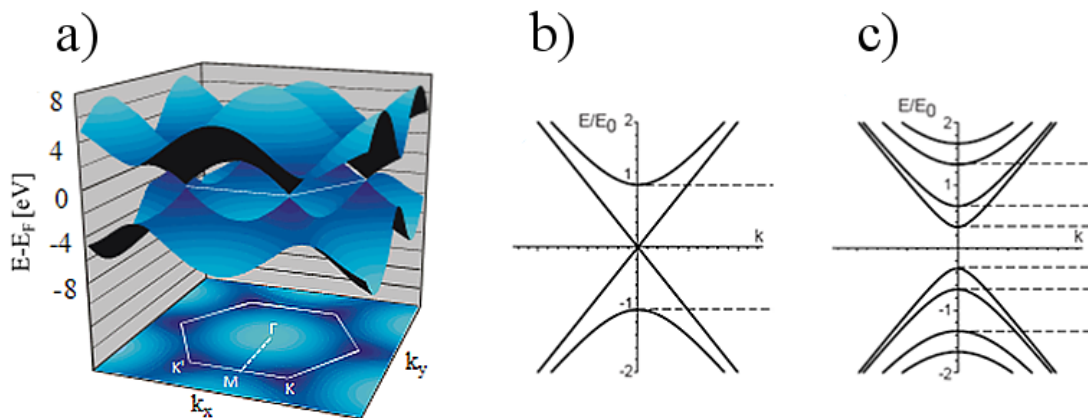 a)
8
4
0
-4
-8
E-E_F [eV]
Γ
K'
M
K
k_x
k_y
b)
E/E_0
2
1
k
-1
-2
c)
E/E_0
2
1
k
-1
-2